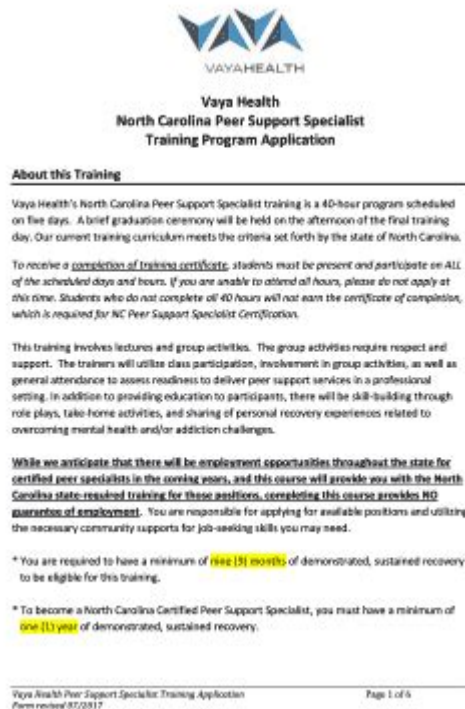 VAYAHEALTH
Vaya Health
North Carolina Peer Support Specialist
Training Program Application
About this Training
Vaya Health's North Carolina Peer Support Specialist training is a 40-hour program scheduled
on five days. A brief graduation ceremony will be held on the afternoon of the final training
day. Our current training curriculum meets the criteria set forth by the state of North Carolina.
To receive a completion of training certificate, students must be present and participate on ALL
of the scheduled days and hours. If you are unable to attend all hours, please do not apply at
this time. Students who do not complete all 40 hours will not earn the certificate of completion,
which is required for NC Peer Support Specialist Certification.
This training involves lectures and group activities. The group activities require respect and
support. The trainers will utilize class participation, involvement in group activities, as well as
general attendance to assess readiness to deliver peer support services in a professional
setting. In addition to providing education to participants, there will be skill-building through
role plays, take-home activities, and sharing of personal recovery experiences related to
overcoming mental health and/or addiction challenges.
While we anticipate that there will be employment opportunities throughout the state for
certified peer specialists in the coming years, and this course will provide you with the North
Carolina state-required training for those positions, completing this course provides NO
guarantee of employment. You are responsible for applying for available positions and utilizing
the necessary community supports for job-seeking skills you may need.
* You are required to have a minimum of nine (9) months of demonstrated, sustained recovery
to be eligible for this training.
* To become a North Carolina Certified Peer Support Specialist, you must have a minimum of
one (1) year of demonstrated, sustained recovery.
Vaya Health Peer Support Specialist Training Application Page 1 of 6
Form revised 07/2017